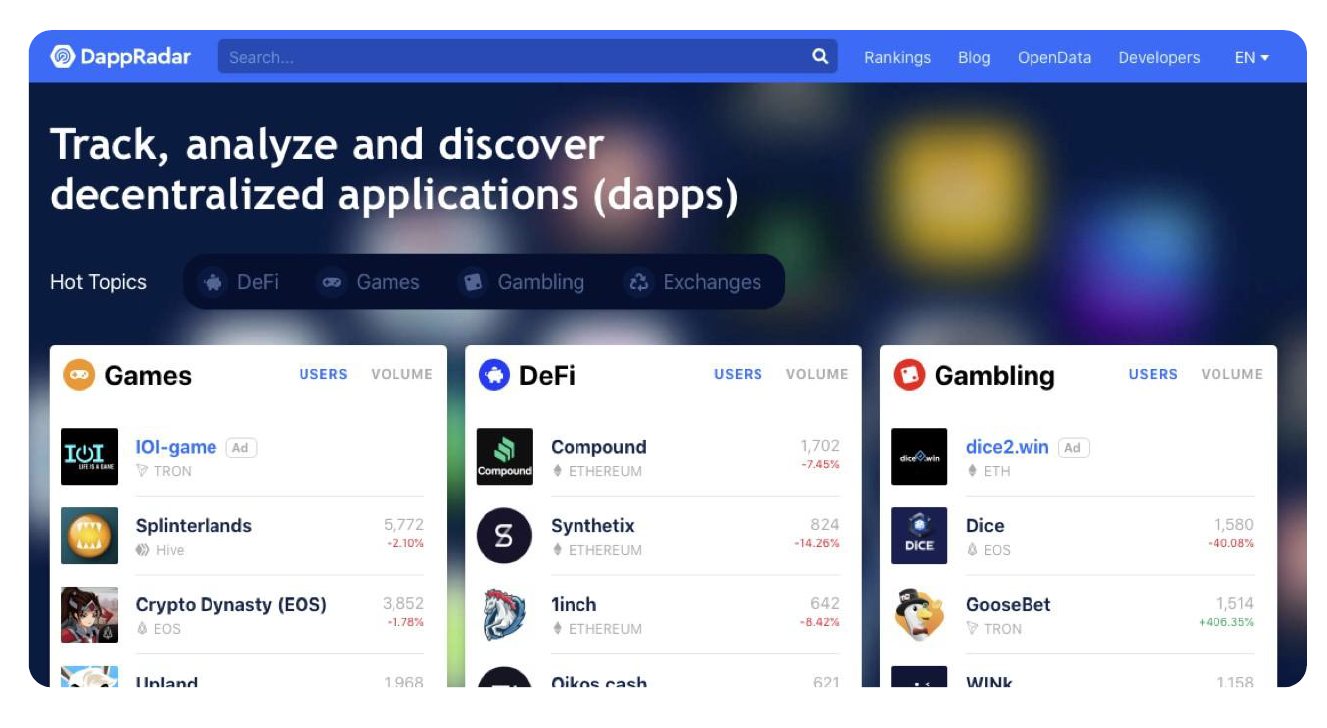 DappRadar Search... Rankings Blog OpenData Developers EN
Track, analyze and discover
decentralized applications (dapps)
Hot Topics DeFi Games Gambling Exchanges
Games USERS VOLUME
IOI-game Ad
TRON
IOI
LIFE IS A GAME
Splinterlands 5,772
Hive -2.10%
Crypto Dynasty (EOS) 3,852
EOS -1.78%
Upland 1,968
DeFi USERS VOLUME
Compound 1,702
ETHEREUM -7.45%
Compound
Synthetix 824
ETHEREUM -14.26%
1inch 642
ETHEREUM -8.42%
Oikos.cash 621
Gambling USERS VOLUME
dice2.win Ad
ETH
dice2.win
Dice 1,580
EOS -40.08%
DICE
GooseBet 1,514
TRON +406.35%
WINk 1,158